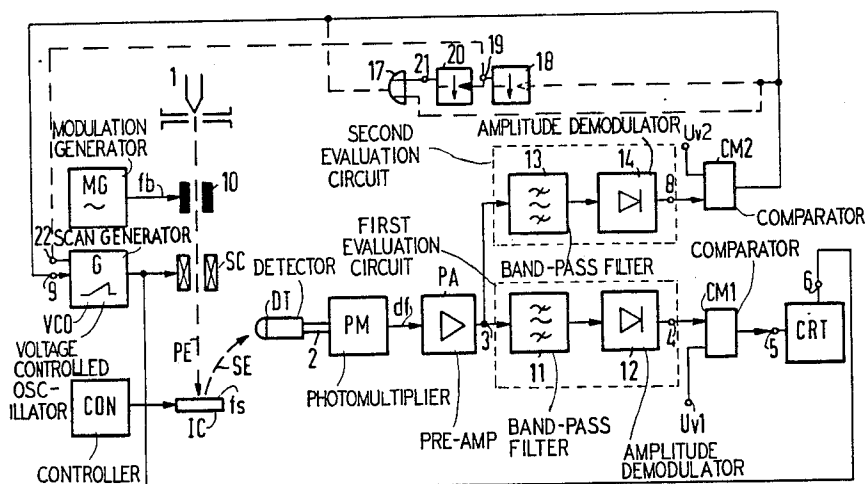 17
21
20
19
18
1
MODULATION
GENERATOR
MG
~
fb
10
SECOND
EVALUATION
CIRCUIT
AMPLITUDE DEMODULATOR
13
14
8
Uv2
CM2
COMPARATOR
22
SCAN GENERATOR
9
G
VCO
VOLTAGE
CONTROLLED
OSC-
ILLATOR
SC
FIRST
EVALUATION
CIRCUIT
BAND-PASS FILTER
COMPARATOR
DETECTOR
DT
2
PM
PHOTOMULTIPLIER
df
PA
PRE-AMP
3
11
12
4
CM1
Uv1
5
6
CRT
PE
SE
CON
CONTROLLER
IC
fs
BAND-PASS
FILTER
AMPLITUDE
DEMODULATOR